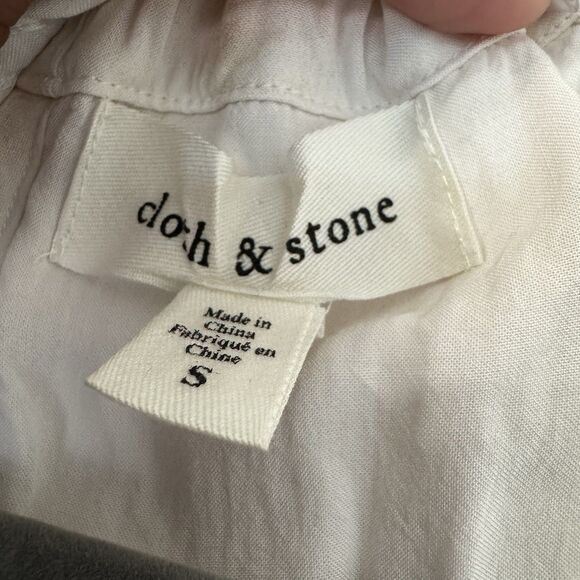 cloth & stone
Made in
China
Fabriqué en
Chine
S